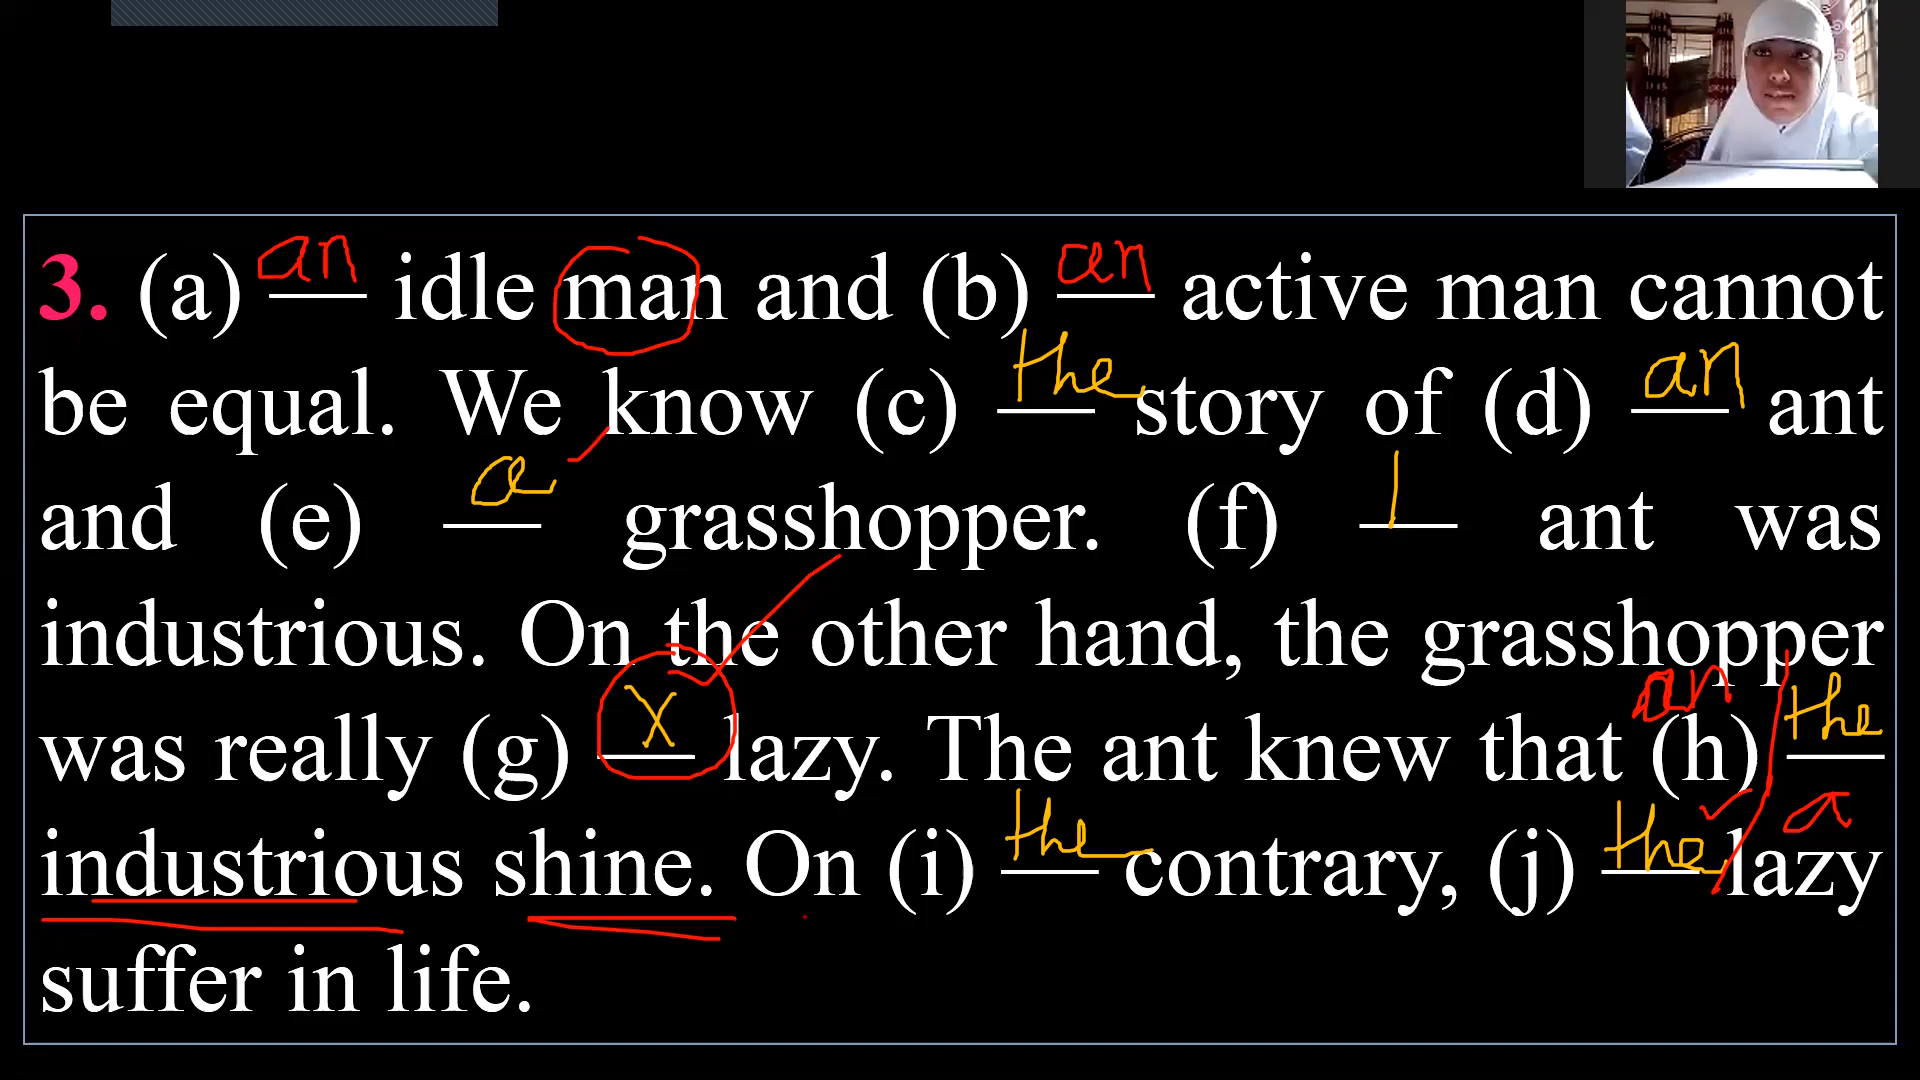 3. (a) an idle man and (b) an active man cannot
be equal. We know (c) the story of (d) an ant
and (e) a grasshopper. (f) ant was
industrious. On the other hand, the grasshopper
an
was really (g) X lazy. The ant knew that (h) the
a
industrious shine. On (i) the contrary, (j) the lazy
suffer in life.